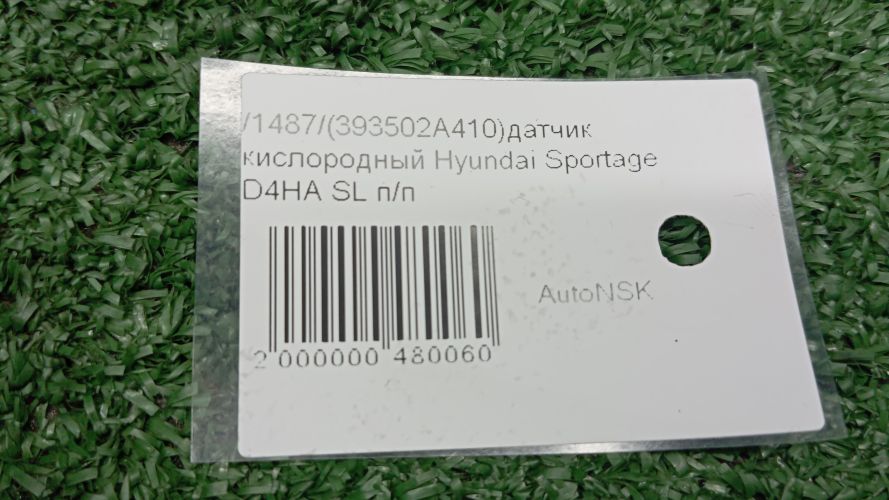 /1487/(393502A410)датчик
кислородный Hyundai Sportage
D4HA SL п/п
AutoNSK
2 000000 480060